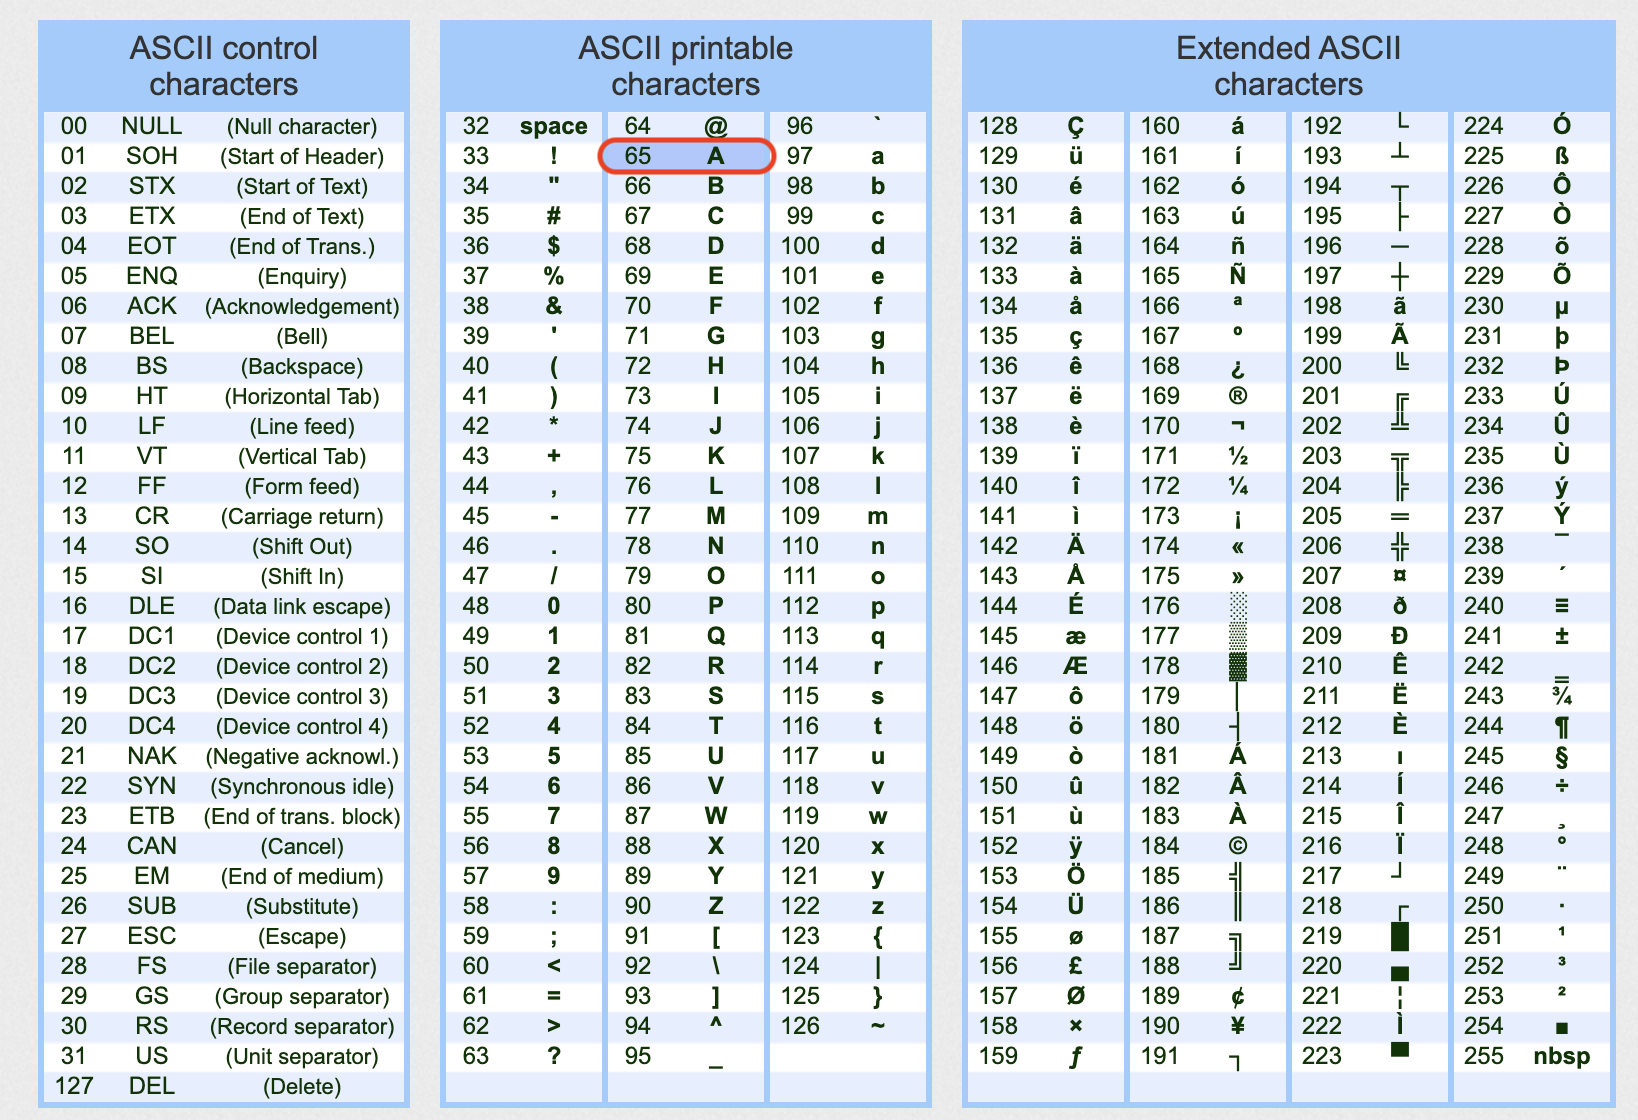 ASCII control
characters
00 NULL (Null character)
01 SOH (Start of Header)
02 STX (Start of Text)
03 ETX (End of Text)
04 EOT (End of Trans.)
05 ENQ (Enquiry)
06 ACK (Acknowledgement)
07 BEL (Bell)
08 BS (Backspace)
09 HT (Horizontal Tab)
10 LF (Line feed)
11 VT (Vertical Tab)
12 FF (Form feed)
13 CR (Carriage return)
14 SO (Shift Out)
15 SI (Shift In)
16 DLE (Data link escape)
17 DC1 (Device control 1)
18 DC2 (Device control 2)
19 DC3 (Device control 3)
20 DC4 (Device control 4)
21 NAK (Negative acknowl.)
22 SYN (Synchronous idle)
23 ETB (End of trans. block)
24 CAN (Cancel)
25 EM (End of medium)
26 SUB (Substitute)
27 ESC (Escape)
28 FS (File separator)
29 GS (Group separator)
30 RS (Record separator)
31 US (Unit separator)
127 DEL (Delete)
ASCII printable
characters
32 space 64 @ 96 `
33 ! 65 A 97 a
34 " 66 B 98 b
35 # 67 C 99 c
36 $ 68 D 100 d
37 % 69 E 101 e
38 & 70 F 102 f
39 ' 71 G 103 g
40 ( 72 H 104 h
41 ) 73 I 105 i
42 * 74 J 106 j
43 + 75 K 107 k
44 , 76 L 108 l
45 - 77 M 109 m
46 . 78 N 110 n
47 / 79 O 111 o
48 0 80 P 112 p
49 1 81 Q 113 q
50 2 82 R 114 r
51 3 83 S 115 s
52 4 84 T 116 t
53 5 85 U 117 u
54 6 86 V 118 v
55 7 87 W 119 w
56 8 88 X 120 x
57 9 89 Y 121 y
58 : 90 Z 122 z
59 ; 91 [ 123 {
60 < 92 \ 124 |
61 = 93 ] 125 }
62 > 94 ^ 126 ~
63 ? 95 _
Extended ASCII
characters
128 Ç 160 á 192 └ 224 Ó
129 ü 161 í 193 ┴ 225 ß
130 é 162 ó 194 ┬ 226 Ô
131 â 163 ú 195 ├ 227 Ò
132 ä 164 ñ 196 ─ 228 õ
133 à 165 Ñ 197 ┼ 229 Õ
134 å 166 ª 198 ã 230 µ
135 ç 167 º 199 Ã 231 þ
136 ê 168 ¿ 200 ╚ 232 Þ
137 ë 169 ® 201 ╔ 233 Ú
138 è 170 ¬ 202 ╩ 234 Û
139 ï 171 ½ 203 ╦ 235 Ù
140 î 172 ¼ 204 ╠ 236 ý
141 ì 173 ¡ 205 ═ 237 Ý
142 Ä 174 « 206 ╬ 238 ¯
143 Å 175 » 207 ¤ 239 ´
144 É 176 ░ 208 ð 240 ≡
145 æ 177 ▒ 209 Ð 241 ±
146 Æ 178 ▓ 210 Ê 242 ‗
147 ô 179 │ 211 Ë 243 ¾
148 ö 180 ┤ 212 È 244 ¶
149 ò 181 Á 213 ı 245 §
150 û 182 Â 214 Í 246 ÷
151 ù 183 À 215 Î 247 ¸
152 ÿ 184 © 216 Ï 248 °
153 Ö 185 ╣ 217 ┘ 249 ¨
154 Ü 186 ║ 218 ┌ 250 ·
155 ø 187 ╗ 219 █ 251 ¹
156 £ 188 ╝ 220 ▄ 252 ³
157 Ø 189 ¢ 221 ¦ 253 ²
158 × 190 ¥ 222 Ì 254 ■
159 ƒ 191 ┐ 223 ▀ 255 nbsp